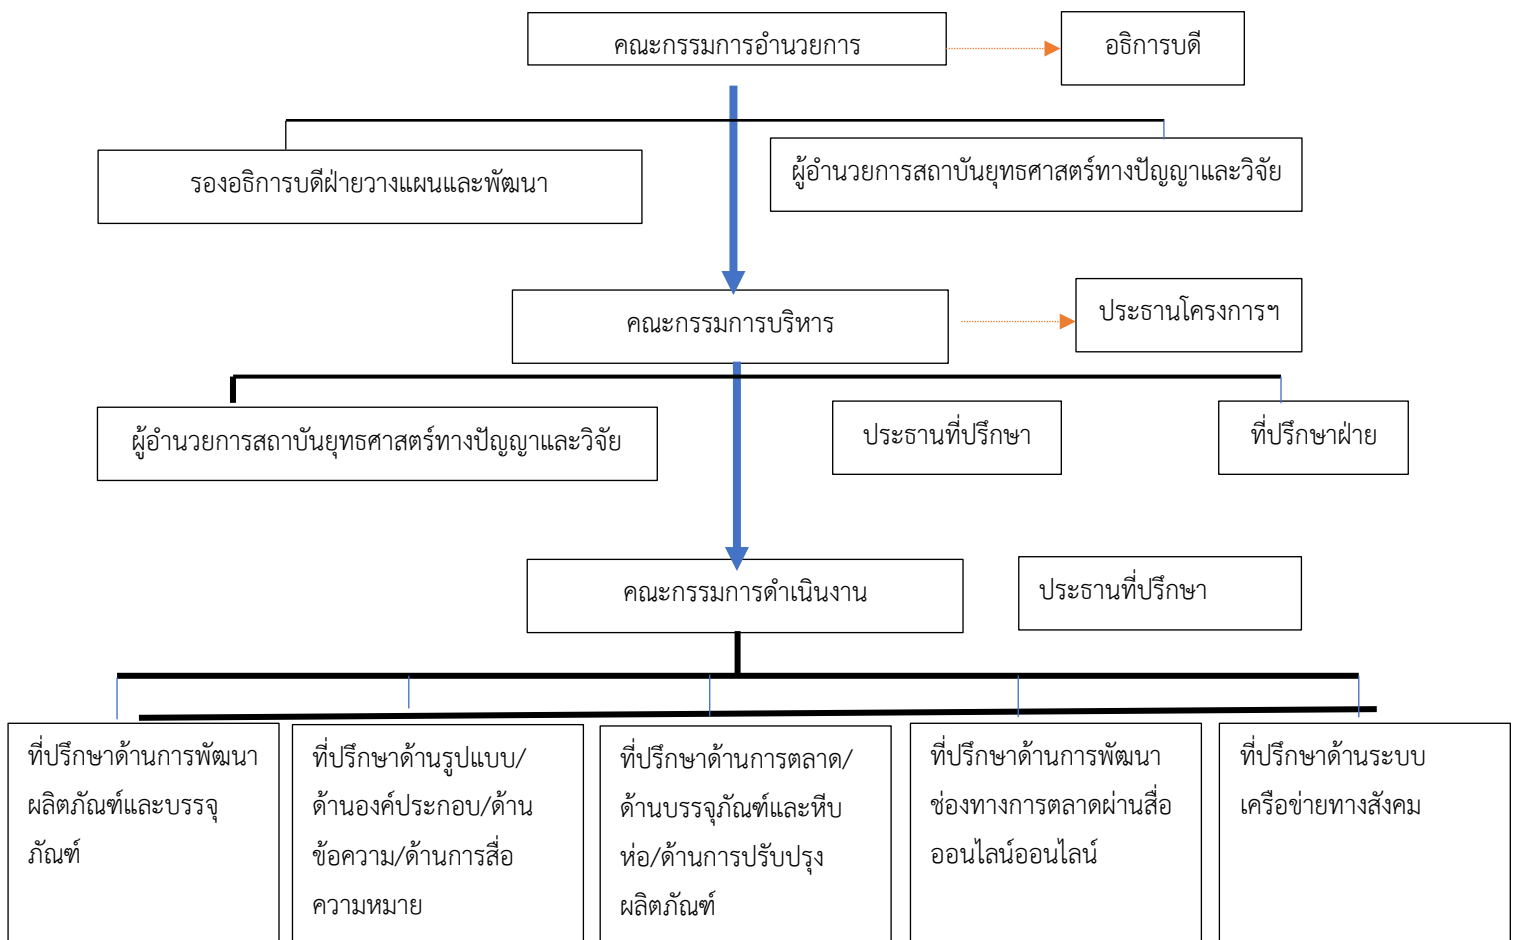 คณะกรรมการอำนวยการ
อธิการบดี
รองอธิการบดีฝ่ายวางแผนและพัฒนา
ผู้อำนวยการสถาบันยุทธศาสตร์ทางปัญญาและวิจัย
คณะกรรมการบริหาร
ประธานโครงการฯ
ผู้อำนวยการสถาบันยุทธศาสตร์ทางปัญญาและวิจัย
ประธานที่ปรึกษา
ที่ปรึกษาฝ่าย
คณะกรรมการดำเนินงาน
ประธานที่ปรึกษา
ที่ปรึกษาด้านการพัฒนา
ผลิตภัณฑ์และบรรจุ
ภัณฑ์
ที่ปรึกษาด้านรูปแบบ/
ด้านองค์ประกอบ/ด้าน
ข้อความ/ด้านการสื่อ
ความหมาย
ที่ปรึกษาด้านการตลาด/
ด้านบรรจุภัณฑ์และหีบ
ห่อ/ด้านการปรับปรุง
ผลิตภัณฑ์
ที่ปรึกษาด้านการพัฒนา
ช่องทางการตลาดผ่านสื่อ
ออนไลน์ออนไลน์
ที่ปรึกษาด้านระบบ
เครือข่ายทางสังคม